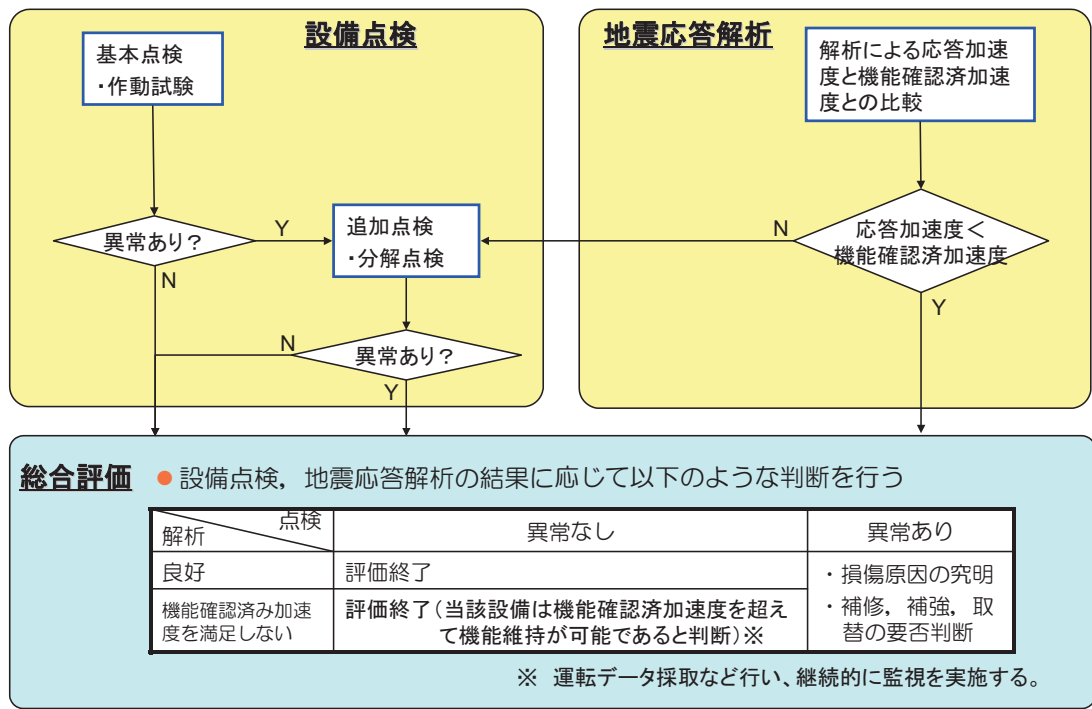 設備点検
基本点検
・作動試験
異常あり？
Y
N
追加点検
・分解点検
異常あり？
N
Y
地震応答解析
解析による応答加速
度と機能確認済加速
度との比較
応答加速度＜
機能確認済加速度
N
Y
総合評価
● 設備点検，地震応答解析の結果に応じて以下のような判断を行う
点検
解析
異常なし
異常あり
良好
評価終了
機能確認済み加速
度を満足しない
評価終了（当該設備は機能確認済加速度を超え
て機能維持が可能であると判断）※
・損傷原因の究明
・補修，補強，取
替の要否判断
※ 運転データ採取など行い、継続的に監視を実施する。